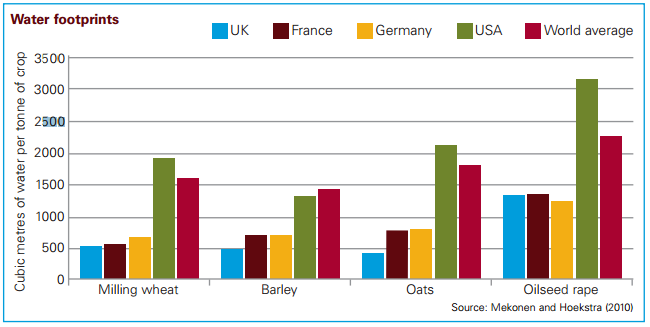 Water footprints
UK France Germany USA World average
Cubic metres of water per tonne of crop
3500
3000
2500
2000
1500
1000
500
0
Milling wheat Barley Oats Oilseed rape
Source: Mekonen and Hoekstra (2010)